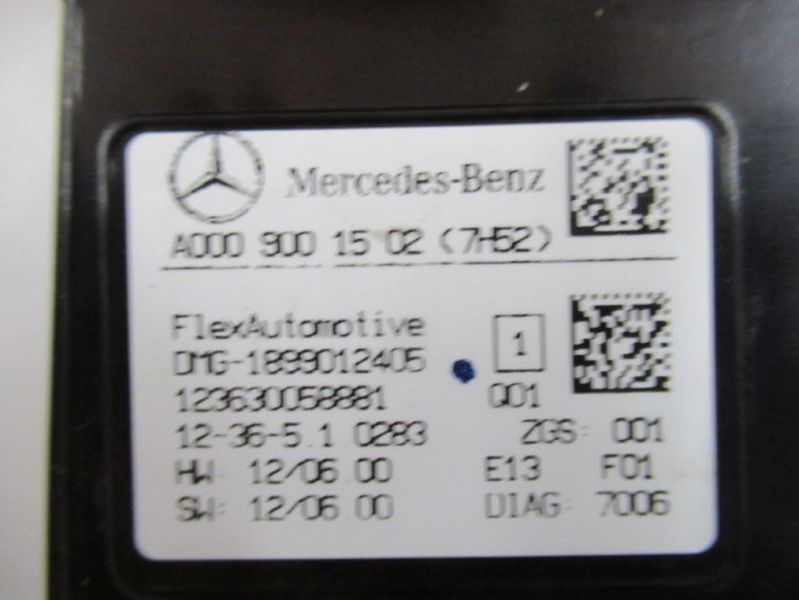 Mercedes-Benz
A000 900 15 02 (7H52)
FlexAutomotive
DMG-1899012405
1
123630058881 Q01
12-36-5.1 0283 ZGS: 001
HW: 12/06.00 E13 F01
SW: 12/06.00 DIAG: 7006